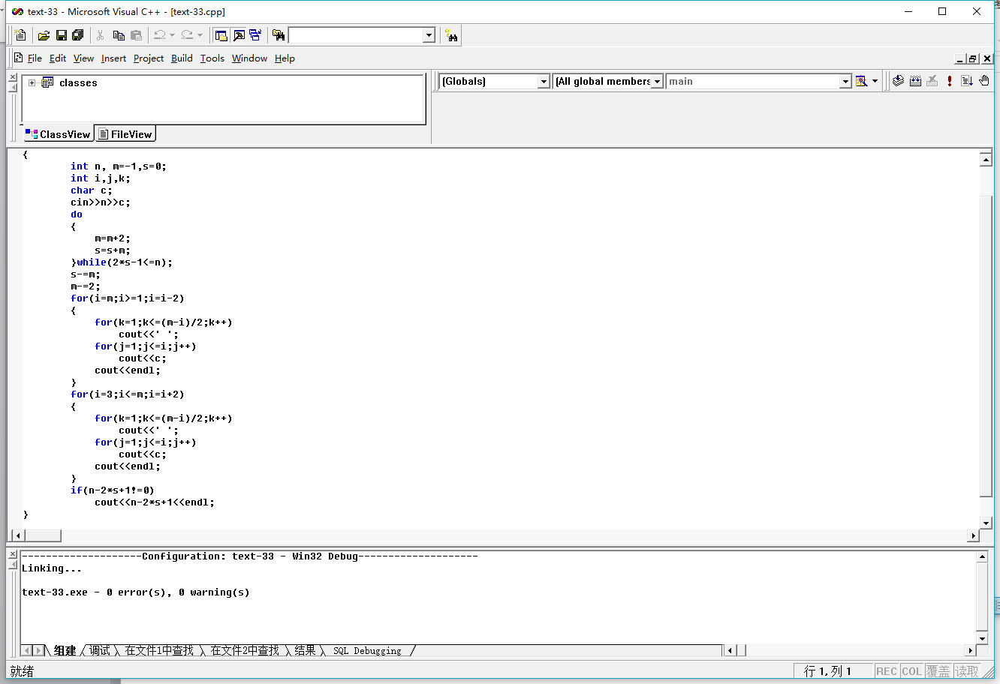 text-33 - Microsoft Visual C++ - [text-33.cpp]
File Edit View Insert Project Build Tools Window Help
classes
(Globals) (All global members main
ClassView FileView
{
int n, m=-1,s=0;
int i,j,k;
char c;
cin>>n>>c;
do
{
m=m+2;
s=s+m;
}while(2*s-1<=n);
s-=m;
m-=2;
for(i=m;i>=1;i=i-2)
{
for(k=1;k<=(m-i)/2;k++)
cout<<' ';
for(j=1;j<=i;j++)
cout<<c;
cout<<endl;
}
for(i=3;i<=m;i=i+2)
{
for(k=1;k<=(m-i)/2;k++)
cout<<' ';
for(j=1;j<=i;j++)
cout<<c;
cout<<endl;
}
if(n-2*s+1!=0)
cout<<n-2*s+1<<endl;
}
--------------------Configuration: text-33 - Win32 Debug--------------------
Linking...
text-33.exe - 0 error(s), 0 warning(s)
组建 调试 在文件1中查找 在文件2中查找 结果 SQL Debugging
就绪 行 1, 列 1 REC COL 覆盖 读取